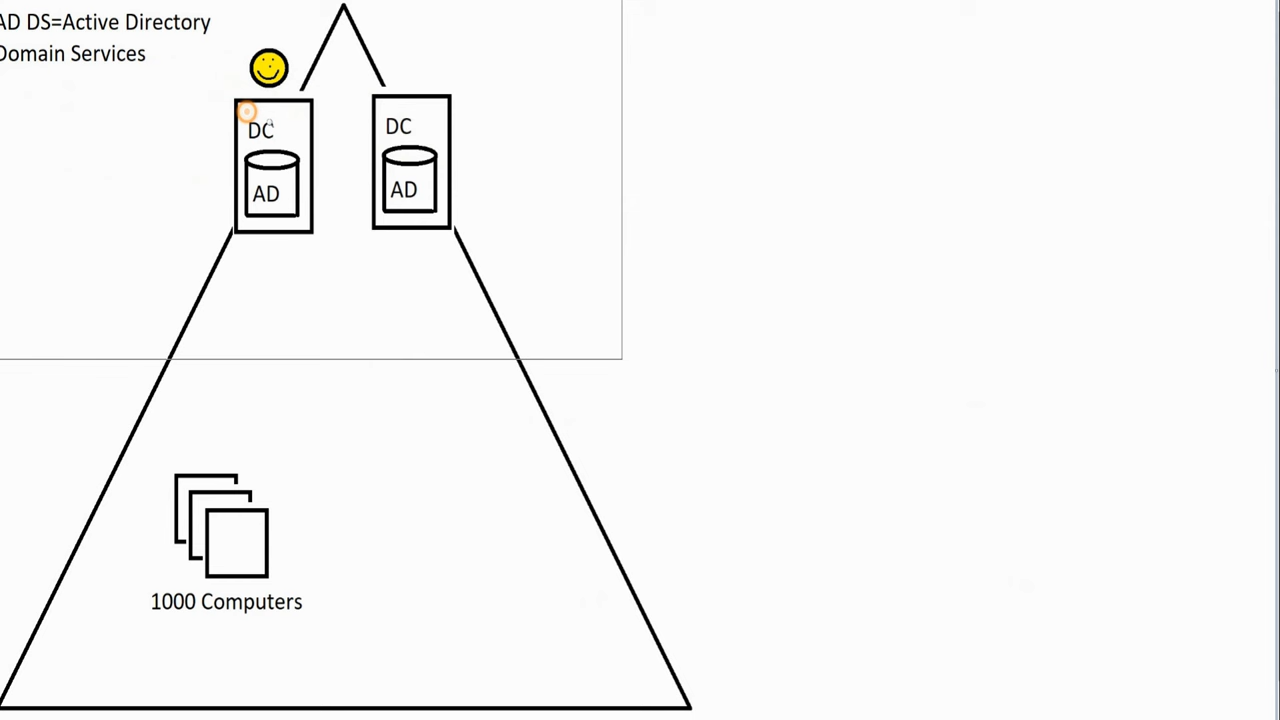 AD DS=Active Directory
Domain Services
DC
DC
AD
AD
1000 Computers